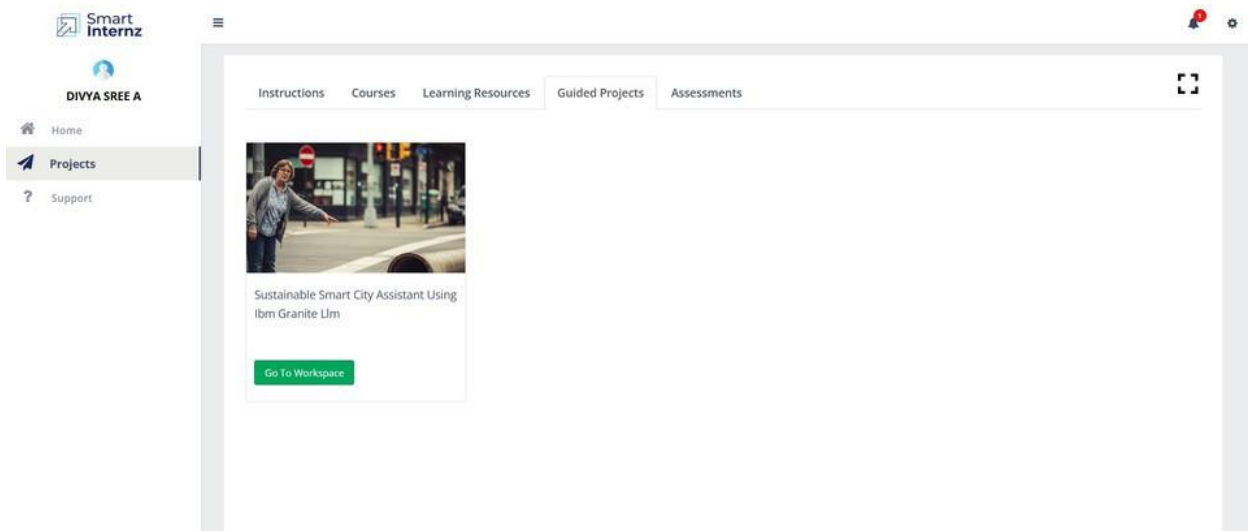 Smart
Internz
1
DIVYA SREE A
Home
Projects
? Support
Instructions Courses Learning Resources Guided Projects Assessments
Sustainable Smart City Assistant Using
Ibm Granite Llm
Go To Workspace